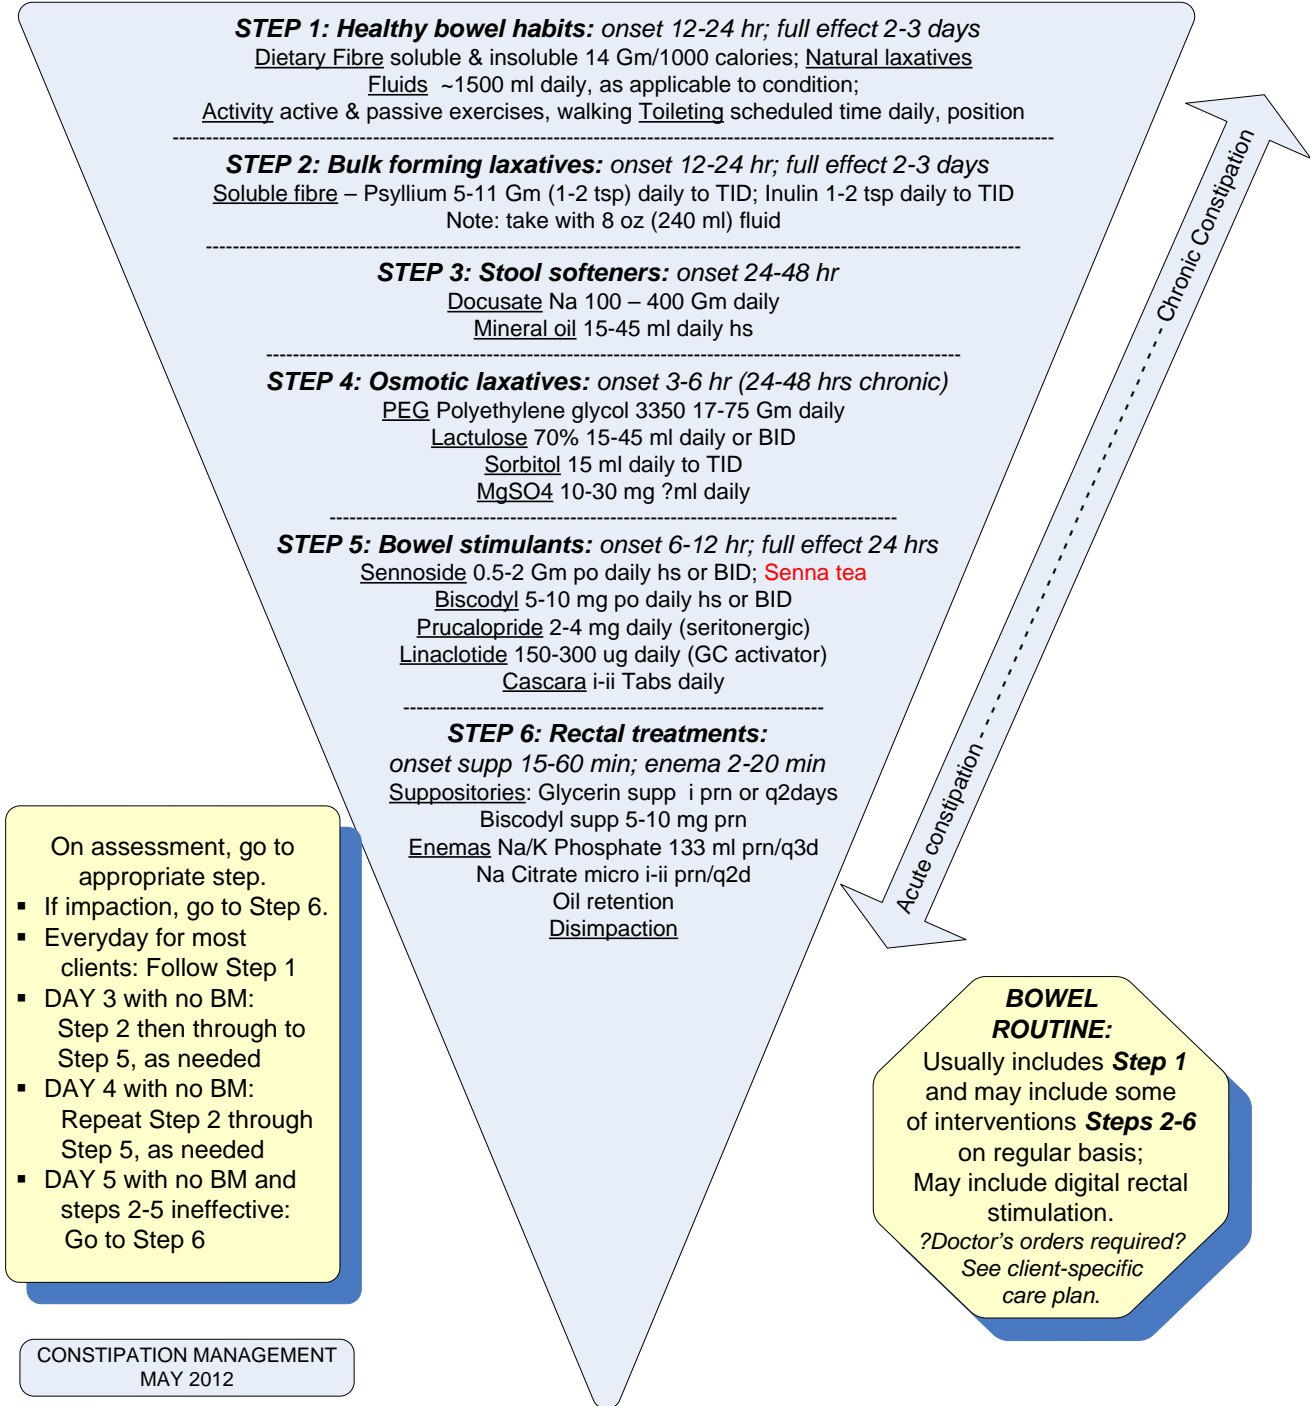 STEP 1: Healthy bowel habits: onset 12-24 hr; full effect 2-3 days
Dietary Fibre soluble & insoluble 14 Gm/1000 calories; Natural laxatives
Fluids ~1500 ml daily, as applicable to condition;
Activity active & passive exercises, walking Toileting scheduled time daily, position
STEP 2: Bulk forming laxatives: onset 12-24 hr; full effect 2-3 days
Soluble fibre – Psyllium 5-11 Gm (1-2 tsp) daily to TID; Inulin 1-2 tsp daily to TID
Note: take with 8 oz (240 ml) fluid
STEP 3: Stool softeners: onset 24-48 hr
Docusate Na 100 – 400 Gm daily
Mineral oil 15-45 ml daily hs
STEP 4: Osmotic laxatives: onset 3-6 hr (24-48 hrs chronic)
PEG Polyethylene glycol 3350 17-75 Gm daily
Lactulose 70% 15-45 ml daily or BID
Sorbitol 15 ml daily to TID
MgSO4 10-30 mg ?ml daily
STEP 5: Bowel stimulants: onset 6-12 hr; full effect 24 hrs
Sennoside 0.5-2 Gm po daily hs or BID; Senna tea
Biscodyl 5-10 mg po daily hs or BID
Prucalopride 2-4 mg daily (seritonergic)
Linaclotide 150-300 ug daily (GC activator)
Cascara i-ii Tabs daily
STEP 6: Rectal treatments:
onset supp 15-60 min; enema 2-20 min
Suppositories: Glycerin supp i prn or q2days
Biscodyl supp 5-10 mg prn
Enemas Na/K Phosphate 133 ml prn/q3d
Na Citrate micro i-ii prn/q2d
Oil retention
Disimpaction
Acute constipation - - - - - - - - - - - - - - - - - - - - - - - Chronic Constipation
On assessment, go to
appropriate step.
▪ If impaction, go to Step 6.
▪ Everyday for most
clients: Follow Step 1
▪ DAY 3 with no BM:
Step 2 then through to
Step 5, as needed
▪ DAY 4 with no BM:
Repeat Step 2 through
Step 5, as needed
▪ DAY 5 with no BM and
steps 2-5 ineffective:
Go to Step 6
BOWEL
ROUTINE:
Usually includes Step 1
and may include some
of interventions Steps 2-6
on regular basis;
May include digital rectal
stimulation.
?Doctor's orders required?
See client-specific
care plan.
CONSTIPATION MANAGEMENT
MAY 2012